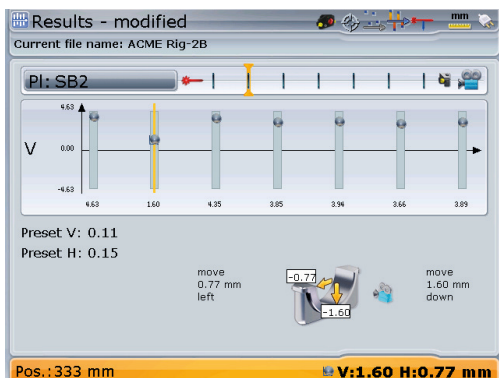 Results - modified
mm
Current file name: ACME Rig-2B
Pl: SB2
4.63
V 0.00
-4.63
4.63 1.60 4.35 3.85 3.94 3.66 3.89
Preset V: 0.11
Preset H: 0.15
move
0.77 mm
left
-0.77
-1.60
move
1.60 mm
down
Pos.:333 mm
V:1.60 H:0.77 mm